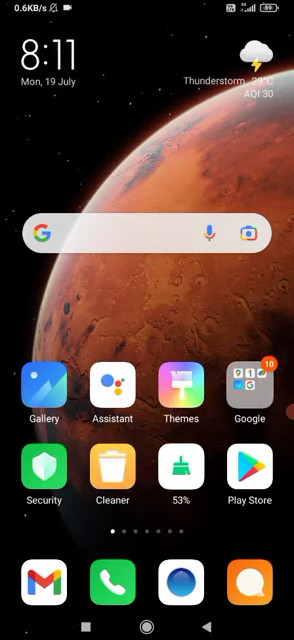 0.6KB/s
89
8:11
Mon, 19 July
Thunderstorm 29°C
AQI 30
10
Gallery
Assistant
Themes
Google
Security
Cleaner
53%
Play Store